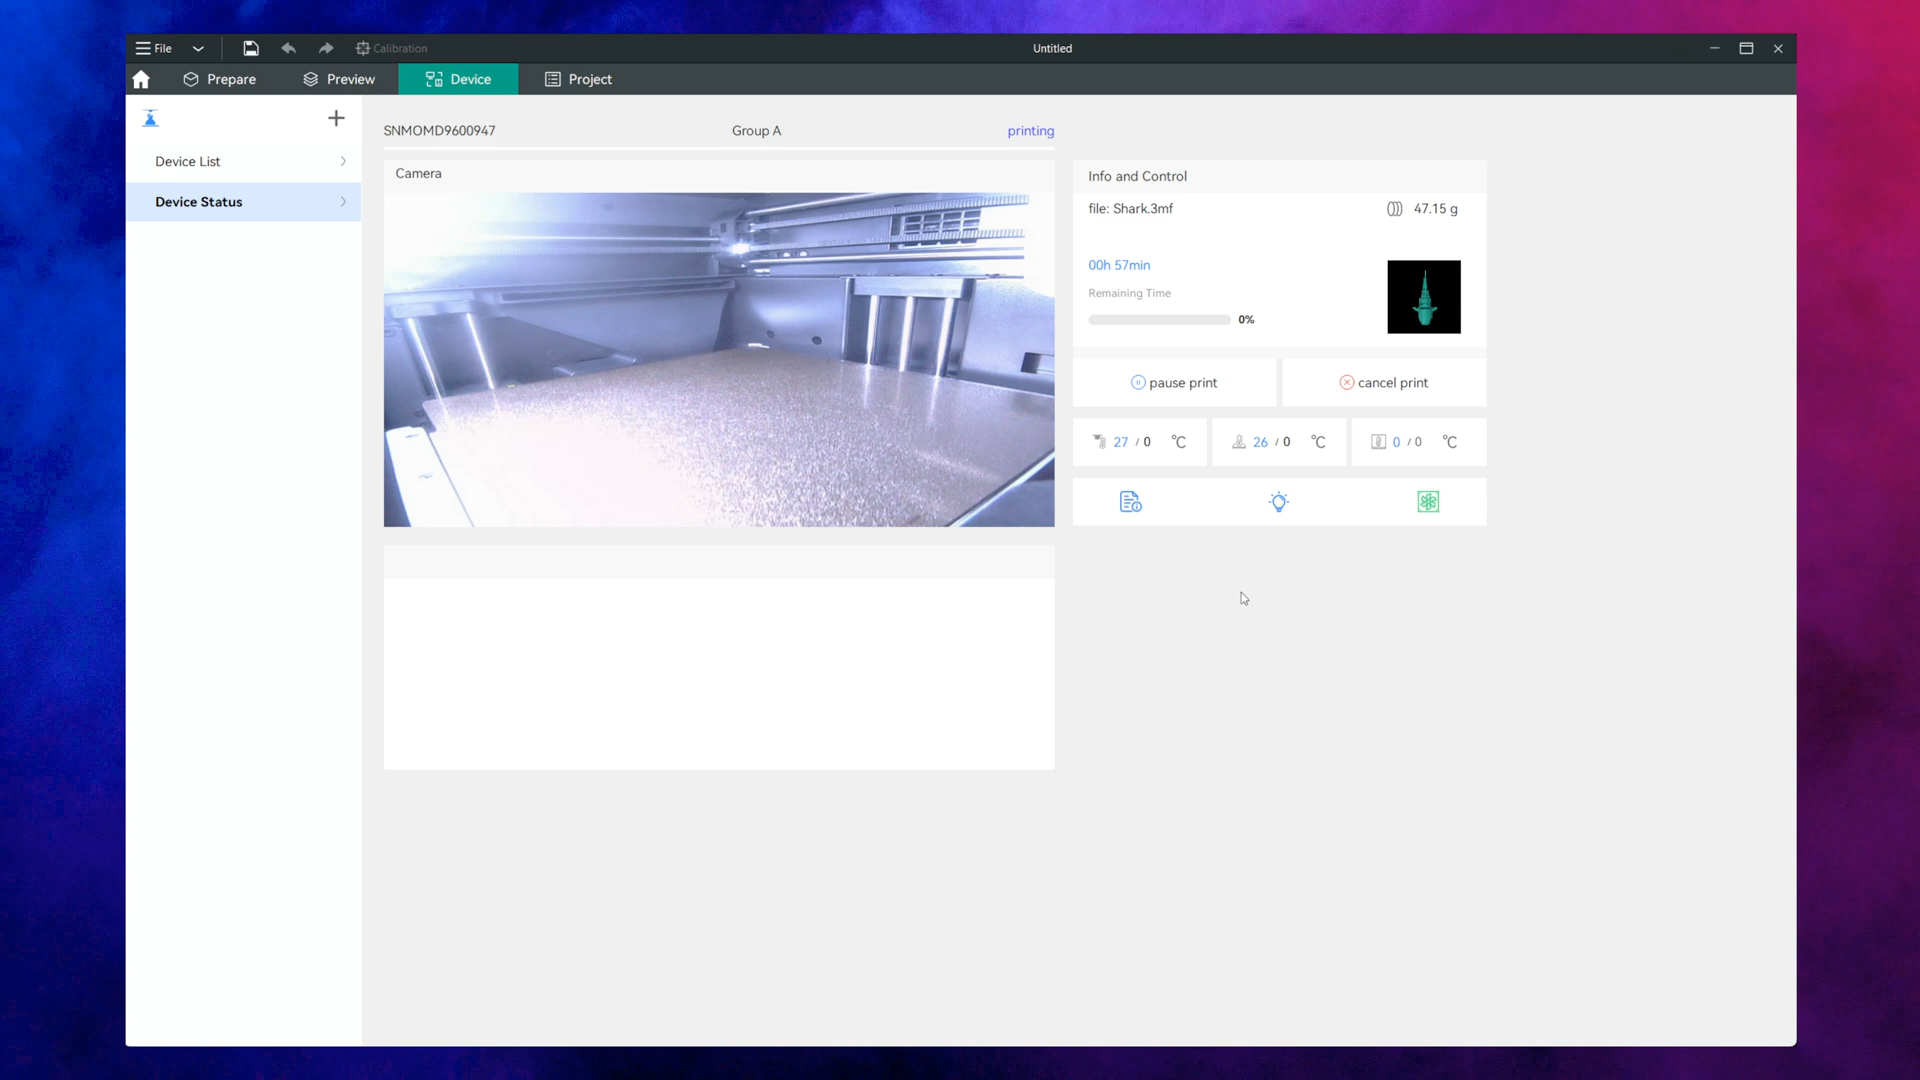 File
Calibration
Untitled
Prepare
Preview
Device
Project
Device List
Device Status
SNMOMD9600947
Group A
printing
Camera
Info and Control
file: Shark.3mf
47.15 g
00h 57min
Remaining Time
0%
pause print
cancel print
27 / 0 °C
26 / 0 °C
0 / 0 °C